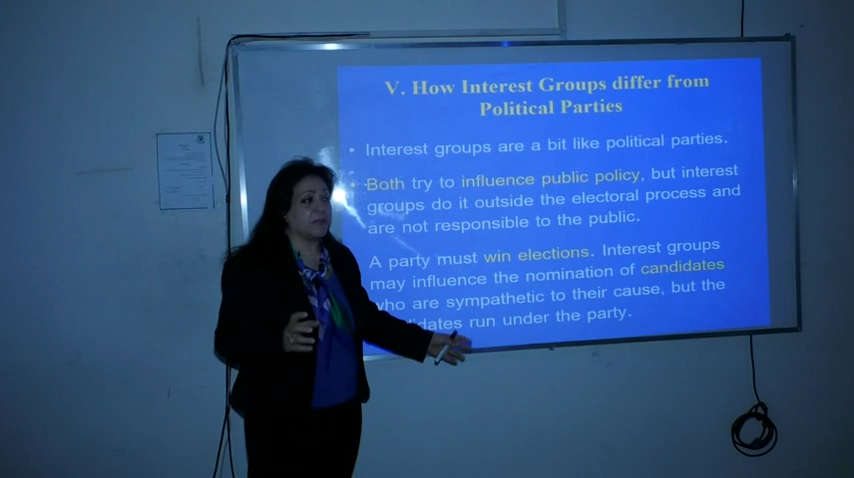 V. How Interest Groups differ from
Political Parties
• Interest groups are a bit like political parties.
• Both try to influence public policy, but interest
groups do it outside the electoral process and
are not responsible to the public.
A party must win elections. Interest groups
may influence the nomination of candidates
who are sympathetic to their cause, but the
candidates run under the party.